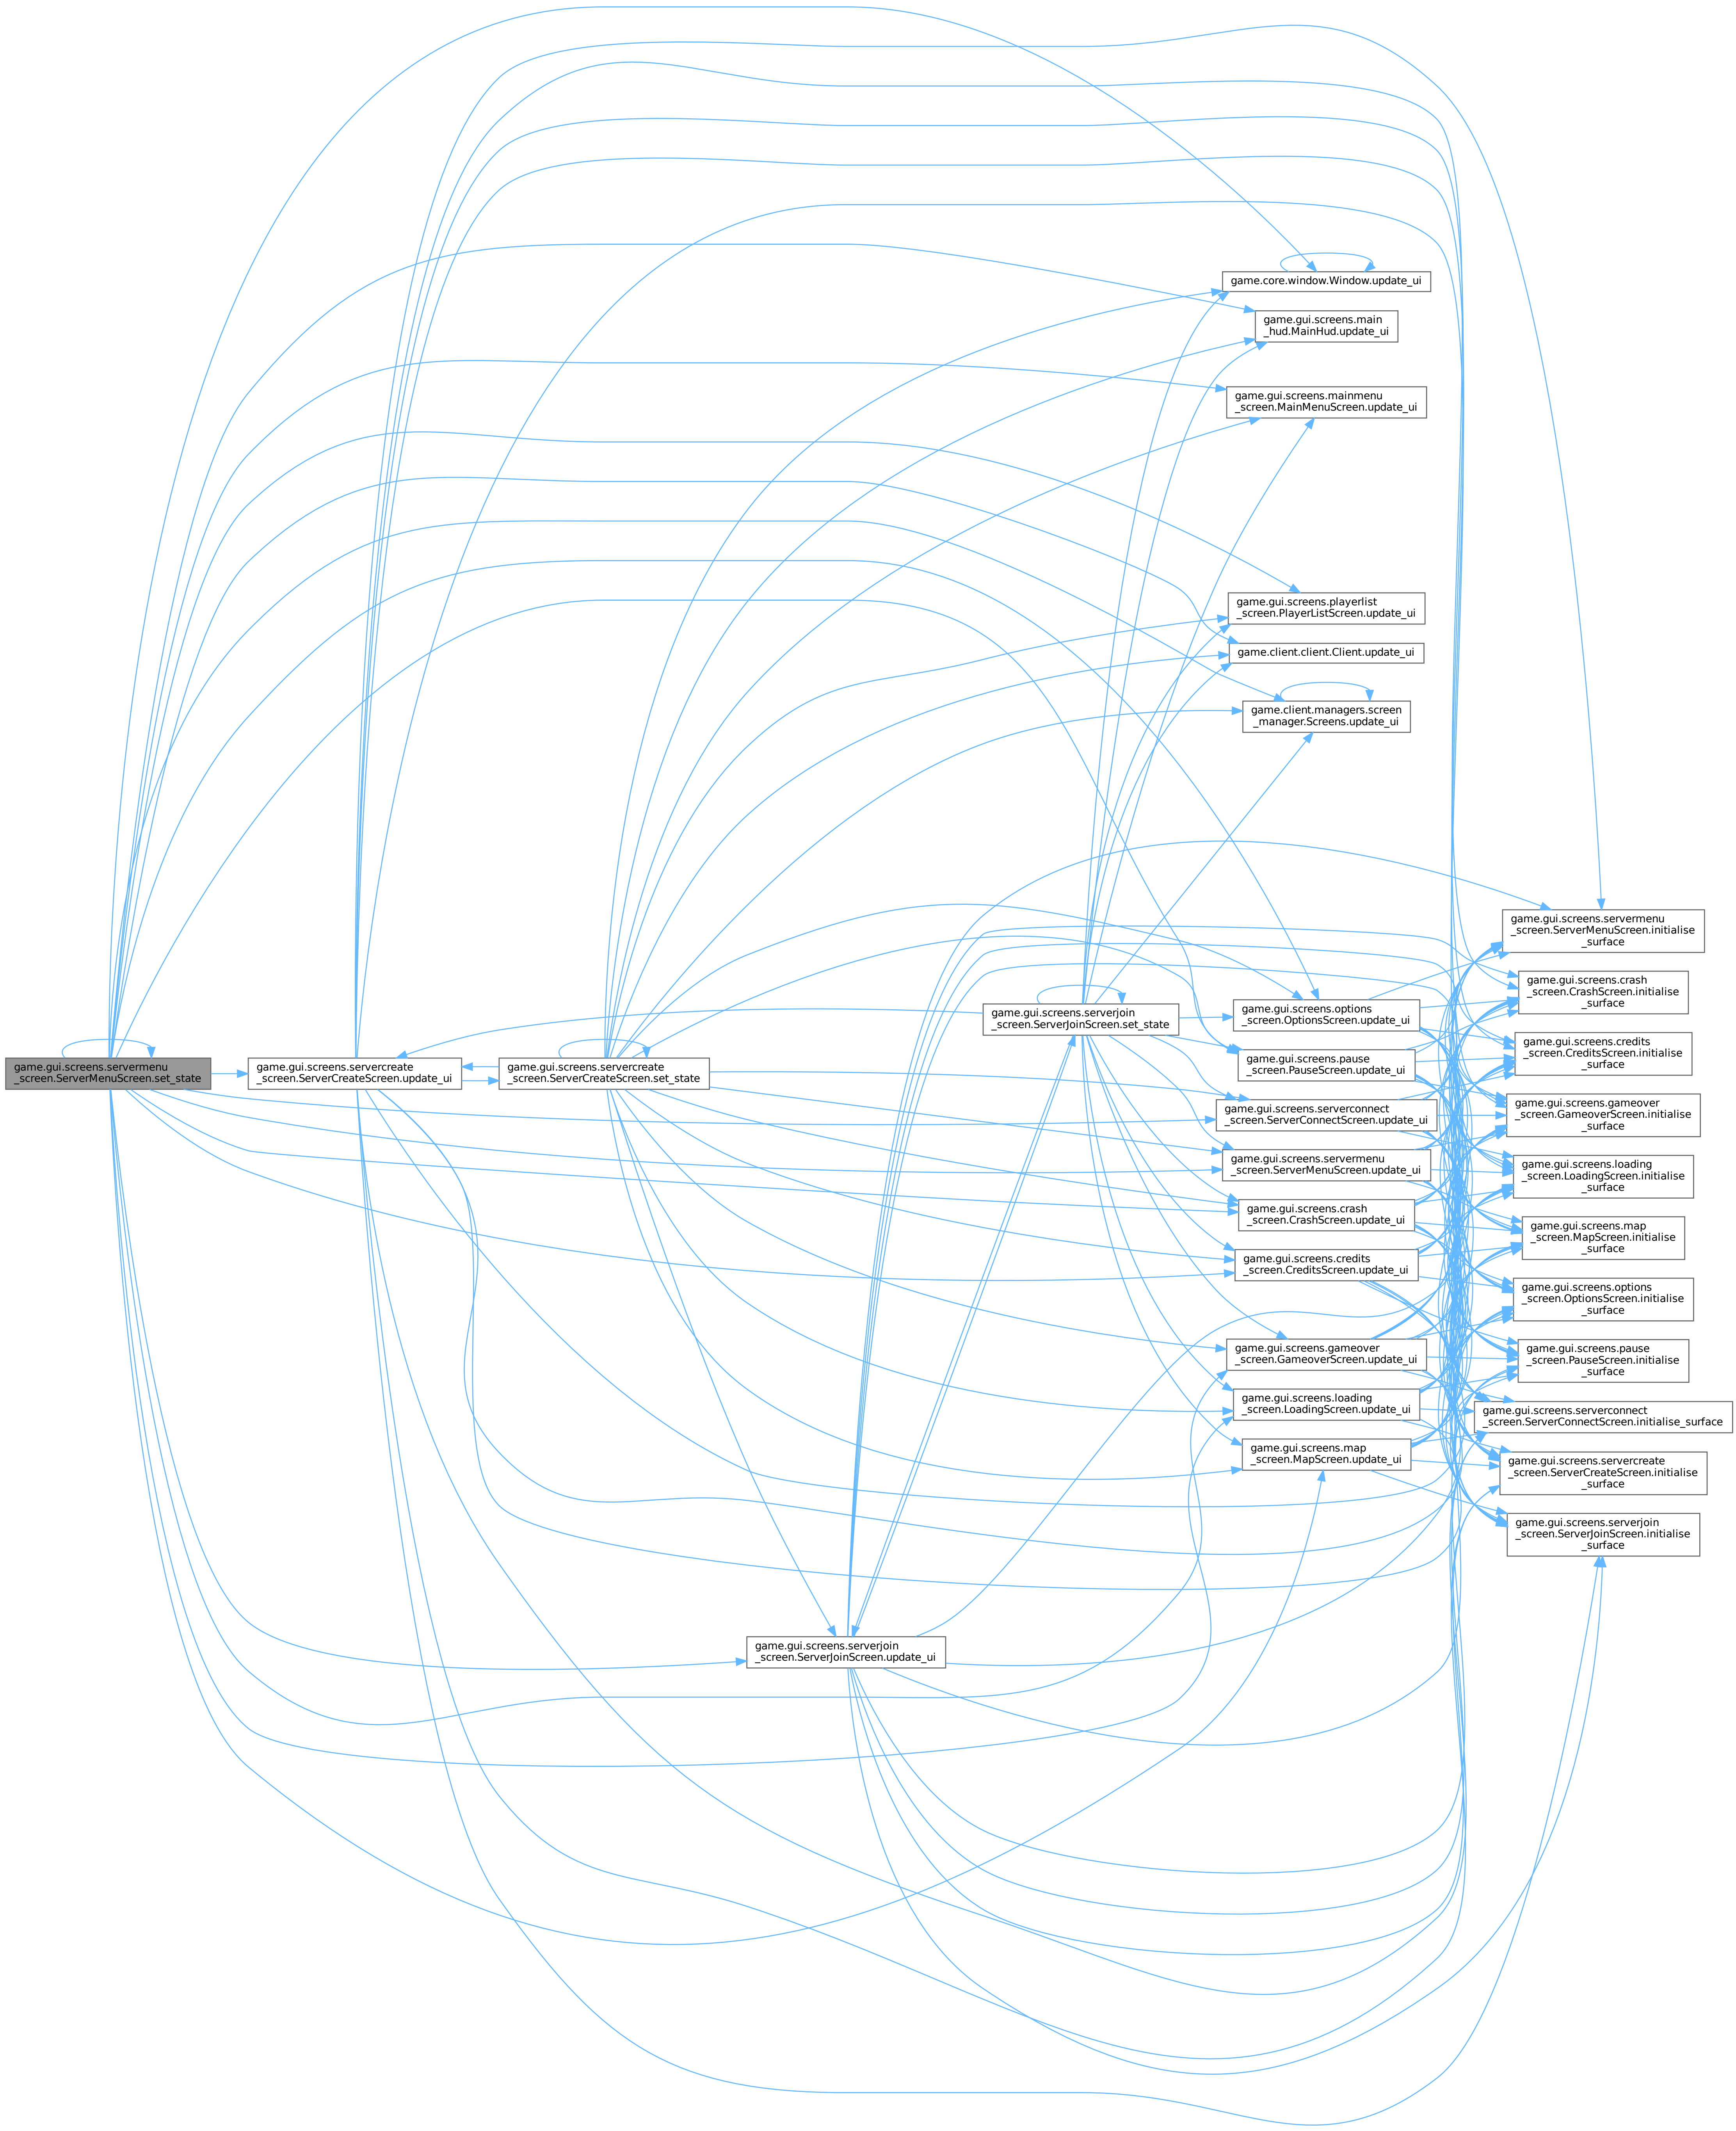 game.gui.screens.servermenu
_screen.ServerMenuScreen.set_state
game.gui.screens.servercreate
_screen.ServerCreateScreen.update_ui
game.gui.screens.servercreate
_screen.ServerCreateScreen.set_state
game.gui.screens.serverjoin
_screen.ServerJoinScreen.update_ui
game.gui.screens.serverjoin
_screen.ServerJoinScreen.set_state
game.core.window.Window.update_ui
game.gui.screens.main
_hud.MainHud.update_ui
game.gui.screens.mainmenu
_screen.MainMenuScreen.update_ui
game.gui.screens.playerlist
_screen.PlayerListScreen.update_ui
game.client.client.Client.update_ui
game.client.managers.screen
_manager.Screens.update_ui
game.gui.screens.options
_screen.OptionsScreen.update_ui
game.gui.screens.pause
_screen.PauseScreen.update_ui
game.gui.screens.serverconnect
_screen.ServerConnectScreen.update_ui
game.gui.screens.servermenu
_screen.ServerMenuScreen.update_ui
game.gui.screens.crash
_screen.CrashScreen.update_ui
game.gui.screens.credits
_screen.CreditsScreen.update_ui
game.gui.screens.gameover
_screen.GameoverScreen.update_ui
game.gui.screens.loading
_screen.LoadingScreen.update_ui
game.gui.screens.map
_screen.MapScreen.update_ui
game.gui.screens.servermenu
_screen.ServerMenuScreen.initialise
_surface
game.gui.screens.crash
_screen.CrashScreen.initialise
_surface
game.gui.screens.credits
_screen.CreditsScreen.initialise
_surface
game.gui.screens.gameover
_screen.GameoverScreen.initialise
_surface
game.gui.screens.loading
_screen.LoadingScreen.initialise
_surface
game.gui.screens.map
_screen.MapScreen.initialise
_surface
game.gui.screens.options
_screen.OptionsScreen.initialise
_surface
game.gui.screens.pause
_screen.PauseScreen.initialise
_surface
game.gui.screens.serverconnect
_screen.ServerConnectScreen.initialise_surface
game.gui.screens.servercreate
_screen.ServerCreateScreen.initialise
_surface
game.gui.screens.serverjoin
_screen.ServerJoinScreen.initialise
_surface